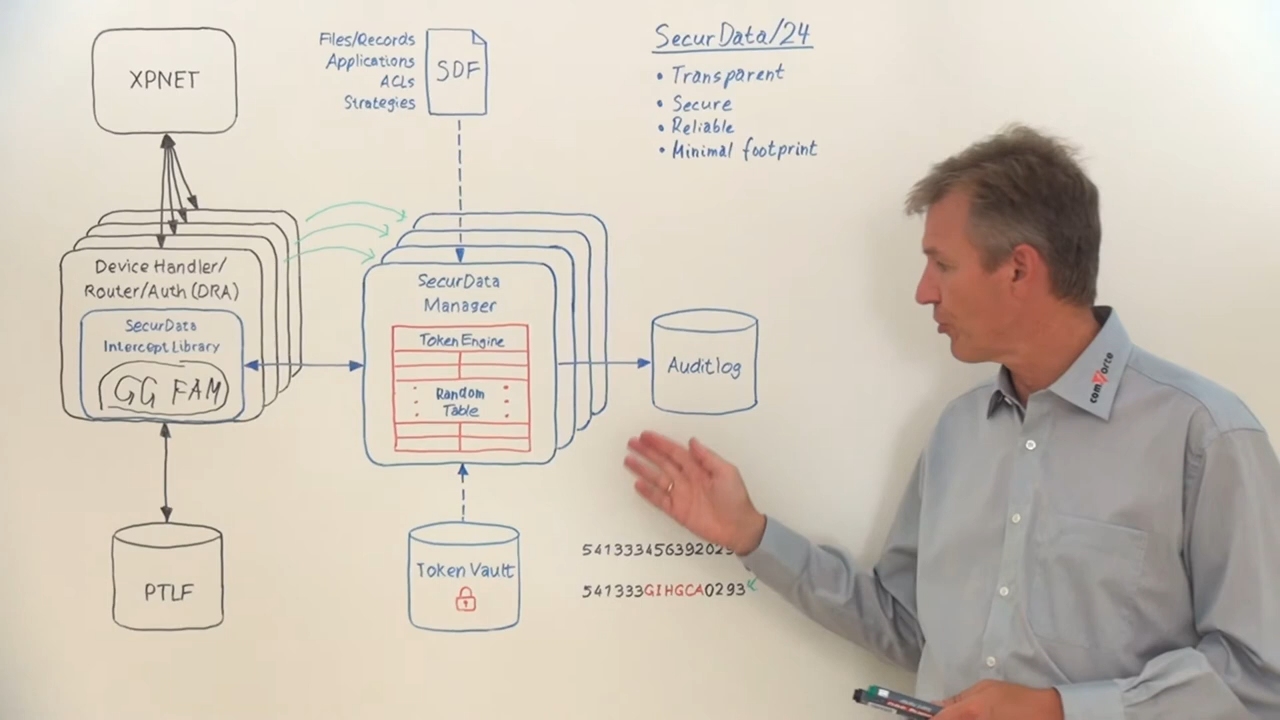 XPNET
Files/Records
Applications
ACLs
Strategies
SDF
SecurData/24
• Transparent
• Secure
• Reliable
• Minimal footprint
Device Handler/
Router/Auth (DRA)
SecurData
Intercept Library
GG FAM
SecurData
Manager
Token Engine
Random
Table
Auditlog
PTLF
Token Vault
541333456392029
541333GIHGCA0293
comforte